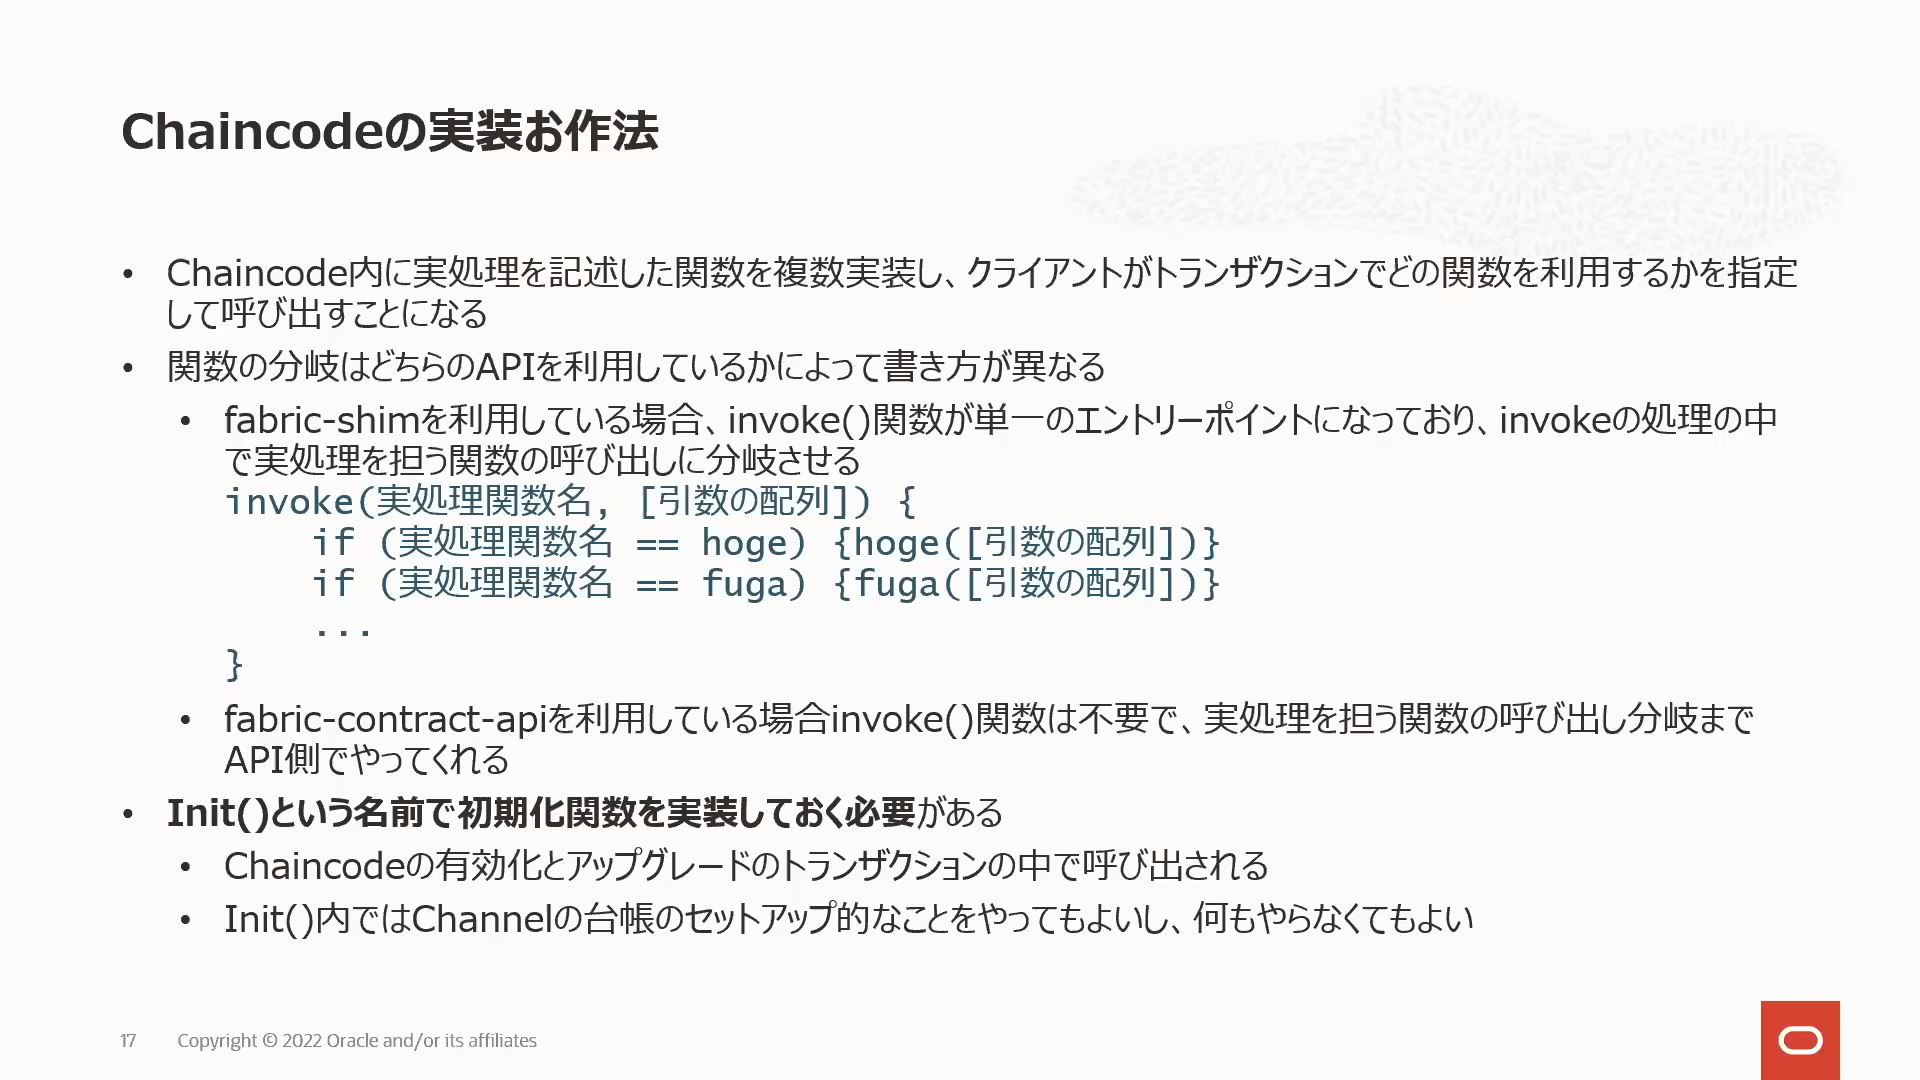 Chaincodeの実装お作法
• Chaincode内に実処理を記述した関数を複数実装し、クライアントがトランザクションでどの関数を利用するかを指定
して呼び出すことになる
• 関数の分岐はどちらのAPIを利用しているかによって書き方が異なる
• fabric-shimを利用している場合、invoke()関数が単一のエントリーポイントになっており、invokeの処理の中
で実処理を担う関数の呼び出しに分岐させる
invoke(実処理関数名, [引数の配列]) {
if (実処理関数名 == hoge) {hoge([引数の配列])}
if (実処理関数名 == fuga) {fuga([引数の配列])}
...
}
• fabric-contract-apiを利用している場合invoke()関数は不要で、実処理を担う関数の呼び出し分岐まで
API側でやってくれる
• Init()という名前で初期化関数を実装しておく必要がある
• Chaincodeの有効化とアップグレードのトランザクションの中で呼び出される
• Init()内ではChannelの台帳のセットアップ的なことをやってもよいし、何もやらなくてもよい
17 Copyright © 2022 Oracle and/or its affiliates